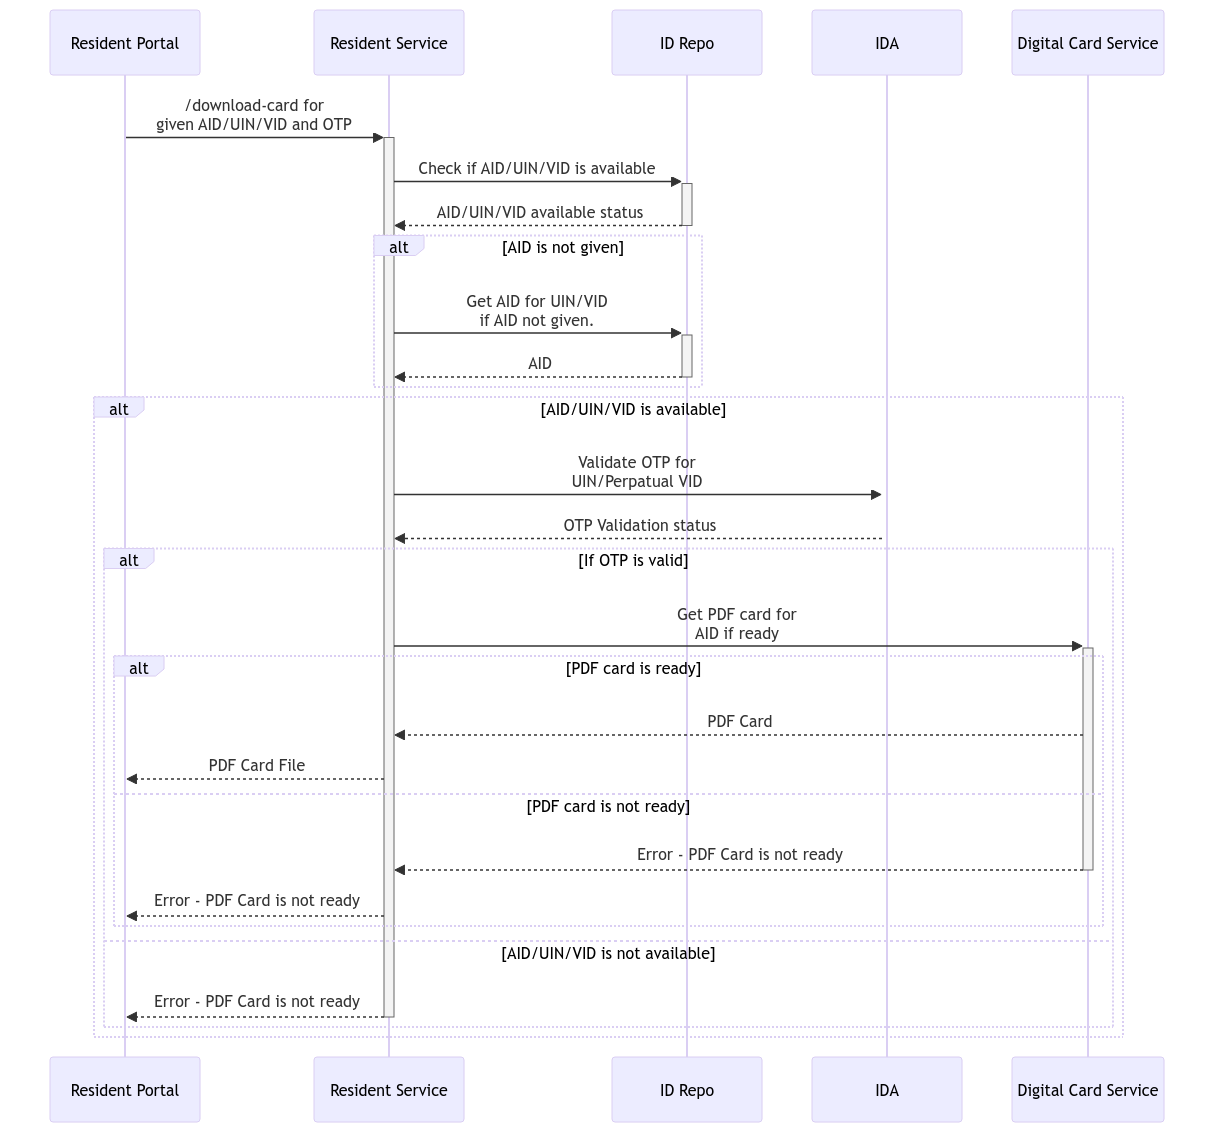 Resident Portal
Resident Service
ID Repo
IDA
Digital Card Service
/download-card for
given AID/UIN/VID and OTP
Check if AID/UIN/VID is available
AID/UIN/VID available status
alt
[AID is not given]
Get AID for UIN/VID
if AID not given.
AID
alt
[AID/UIN/VID is available]
Validate OTP for
UIN/Perpatual VID
OTP Validation status
alt
[If OTP is valid]
Get PDF card for
AID if ready
alt
[PDF card is ready]
PDF Card
PDF Card File
[PDF card is not ready]
Error - PDF Card is not ready
Error - PDF Card is not ready
[AID/UIN/VID is not available]
Error - PDF Card is not ready
Resident Portal
Resident Service
ID Repo
IDA
Digital Card Service